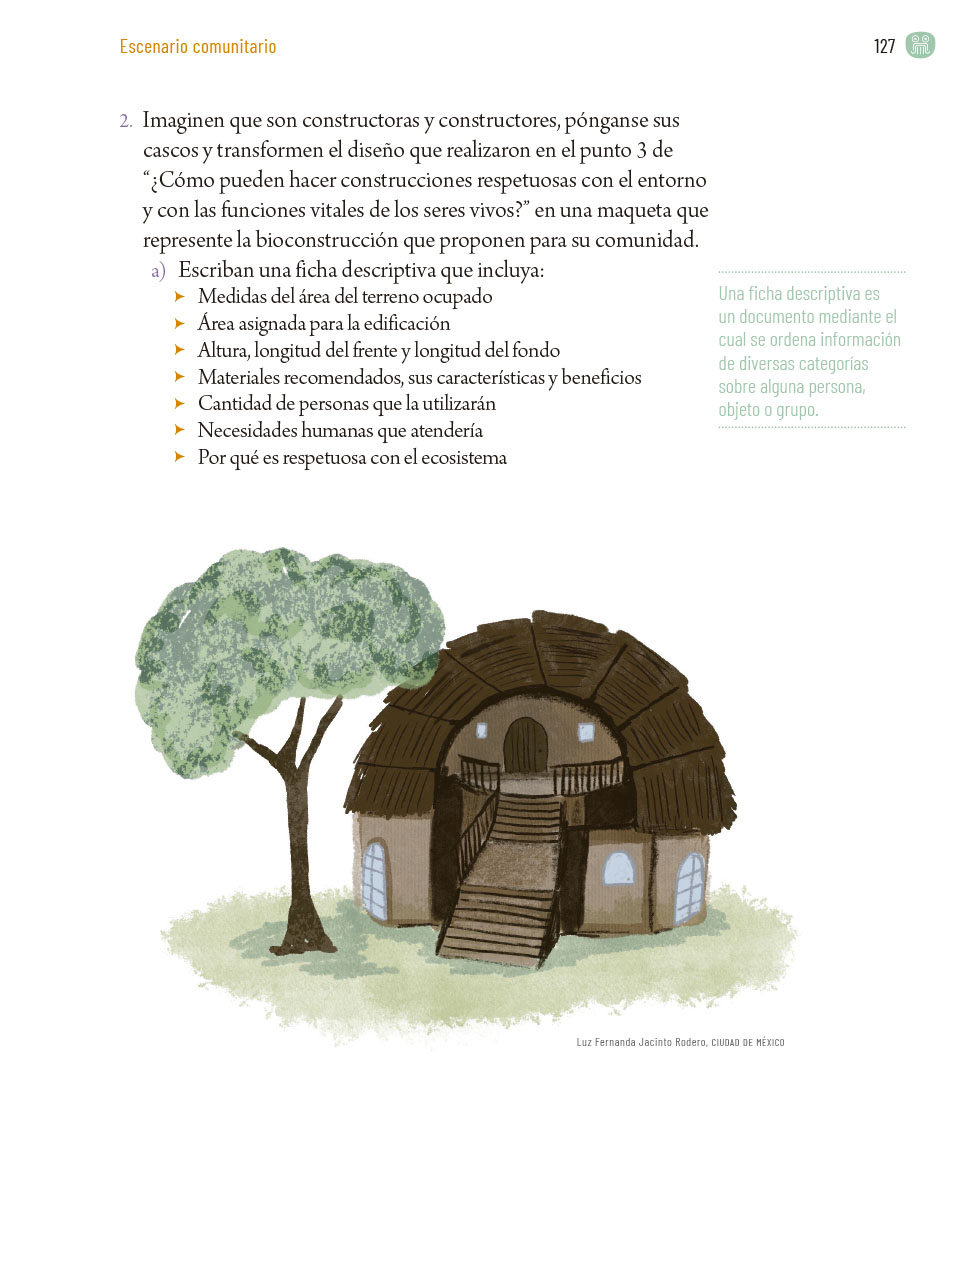 Escenario comunitario
127
2. Imaginen que son constructoras y constructores, pónganse sus
cascos y transformen el diseño que realizaron en el punto 3 de
“¿Cómo pueden hacer construcciones respetuosas con el entorno
y con las funciones vitales de los seres vivos?” en una maqueta que
represente la bioconstrucción que proponen para su comunidad.
a) Escriban una ficha descriptiva que incluya:
➤ Medidas del área del terreno ocupado
➤ Área asignada para la edificación
➤ Altura, longitud del frente y longitud del fondo
➤ Materiales recomendados, sus características y beneficios
➤ Cantidad de personas que la utilizarán
➤ Necesidades humanas que atendería
➤ Por qué es respetuosa con el ecosistema
Una ficha descriptiva es
un documento mediante el
cual se ordena información
de diversas categorías
sobre alguna persona,
objeto o grupo.
Luz Fernanda Jacinto Rodero, CIUDAD DE MÉXICO